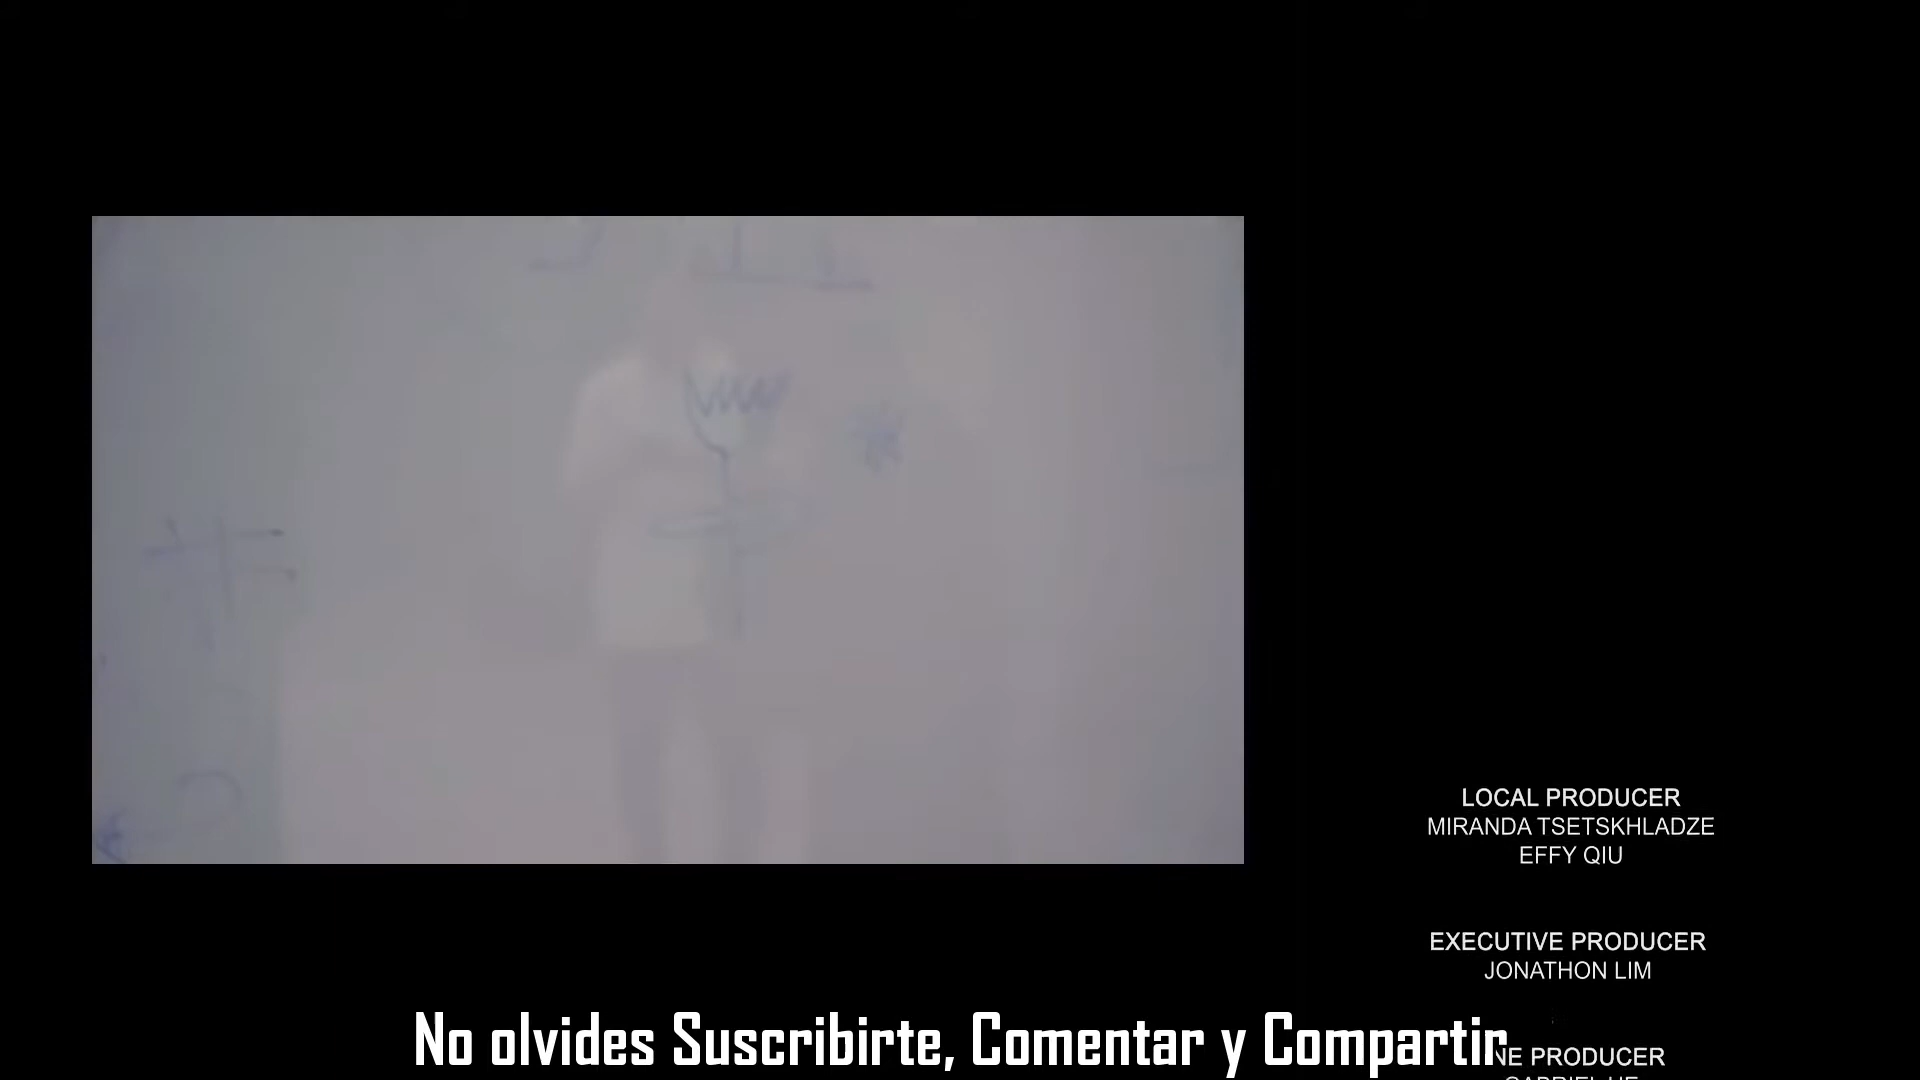 LOCAL PRODUCER
MIRANDA TSETSKHLADZE
EFFY QIU
EXECUTIVE PRODUCER
JONATHON LIM
No olvides Suscribirte, Comentar y Compartir
PRODUCER